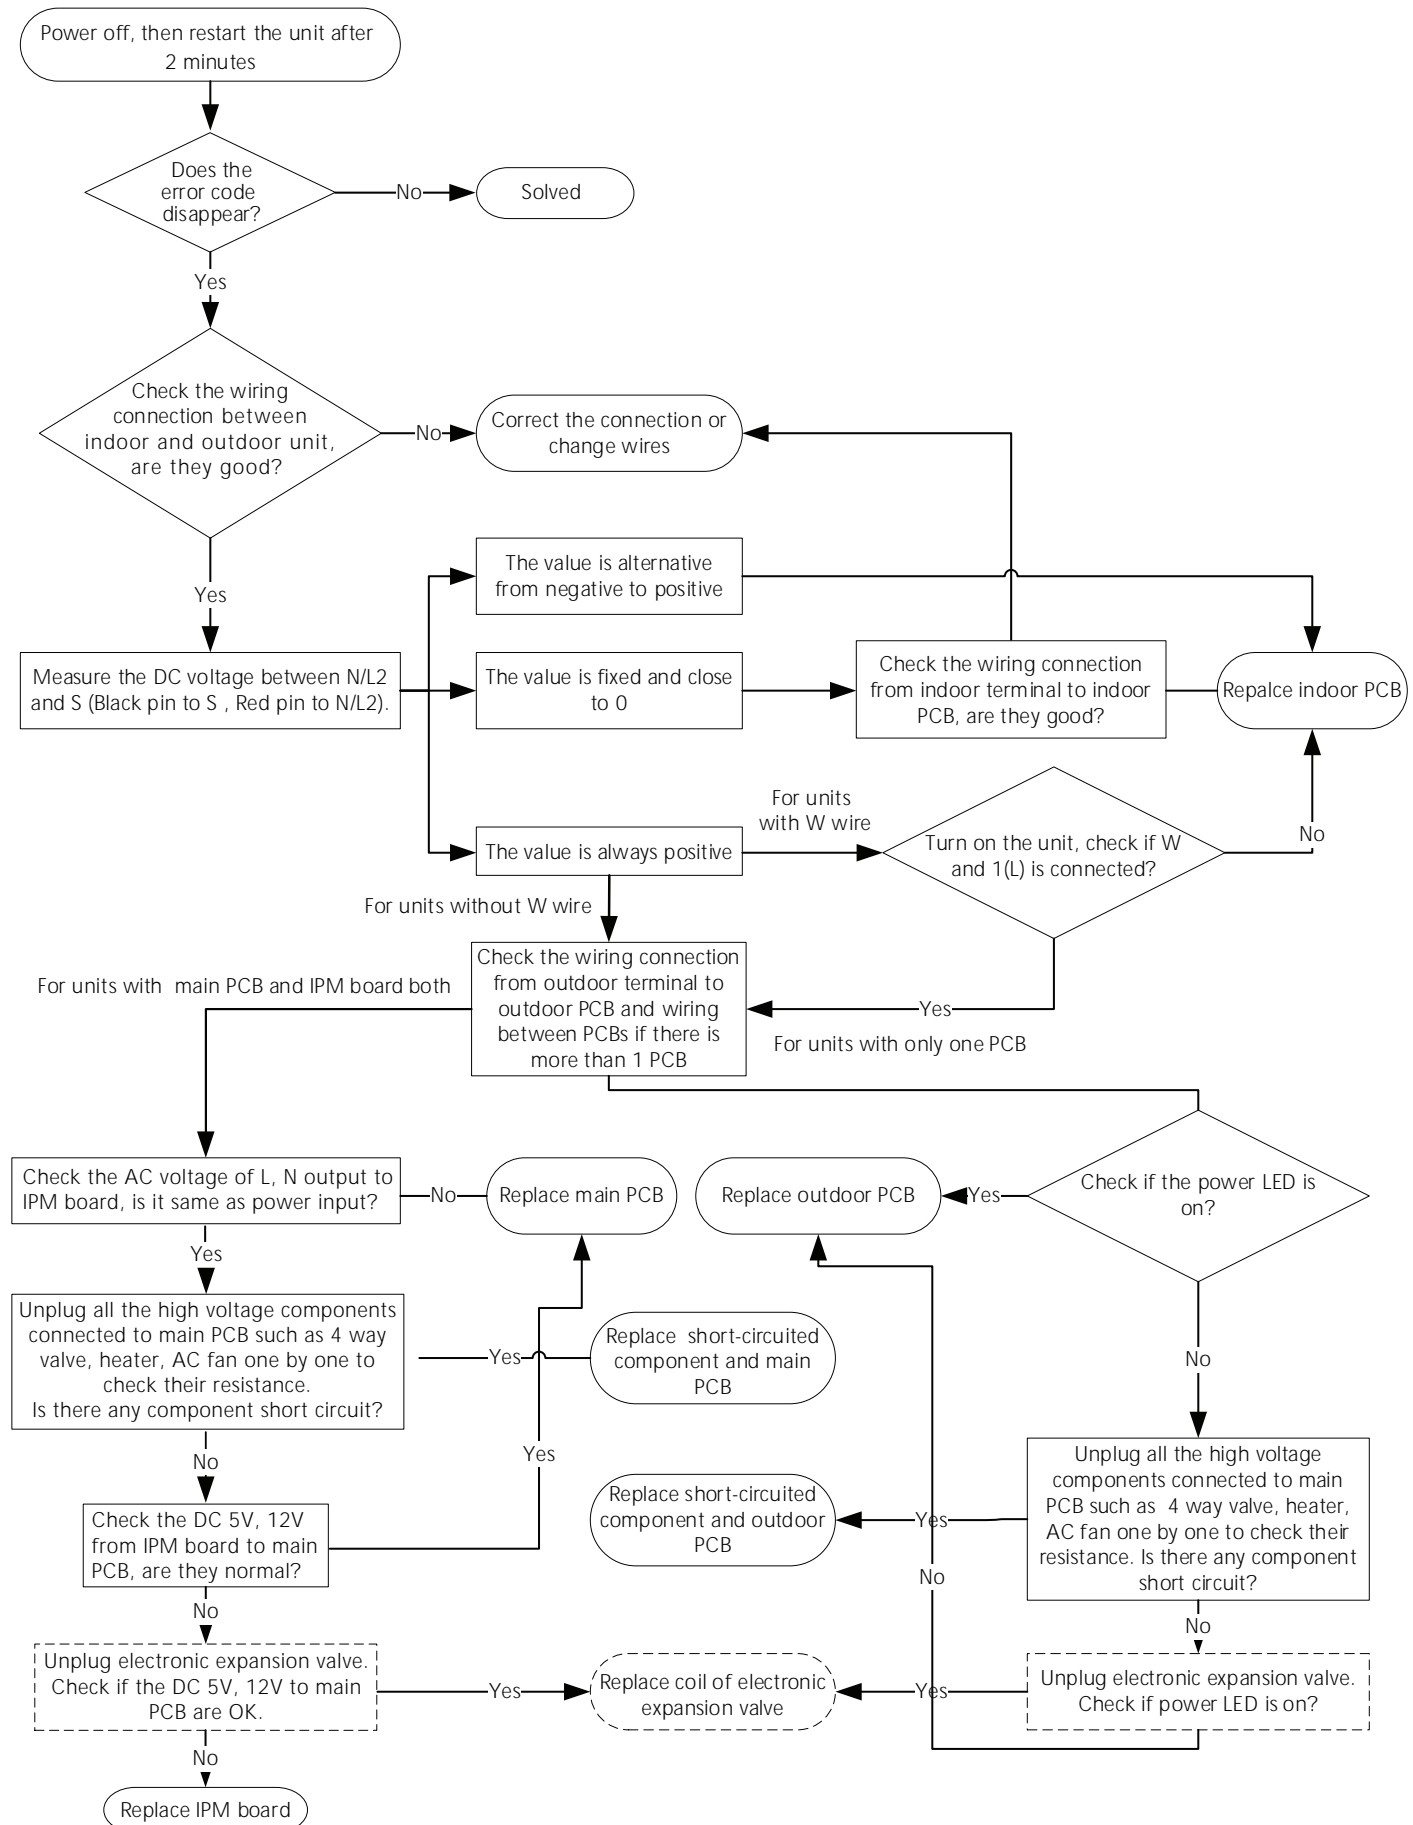 Power off, then restart the unit after
2 minutes
Does the
error code
disappear?
No
Solved
Yes
Check the wiring
connection between
indoor and outdoor unit,
are they good?
No
Correct the connection or
change wires
Yes
The value is alternative
from negative to positive
Measure the DC voltage between N/L2
and S (Black pin to S , Red pin to N/L2).
The value is fixed and close
to 0
Check the wiring connection
from indoor terminal to indoor
PCB, are they good?
Repalce indoor PCB
For units
with W wire
The value is always positive
Turn on the unit, check if W
and 1(L) is connected?
No
For units without W wire
For units with main PCB and IPM board both
Check the wiring connection
from outdoor terminal to
outdoor PCB and wiring
between PCBs if there is
more than 1 PCB
Yes
For units with only one PCB
Check the AC voltage of L, N output to
IPM board, is it same as power input?
No
Replace main PCB
Replace outdoor PCB
Yes
Check if the power LED is
on?
Yes
Unplug all the high voltage components
connected to main PCB such as 4 way
valve, heater, AC fan one by one to
check their resistance.
Is there any component short circuit?
Yes
Replace short-circuited
component and main
PCB
No
No
Yes
Check the DC 5V, 12V
from IPM board to main
PCB, are they normal?
Replace short-circuited
component and outdoor
PCB
Yes
Unplug all the high voltage
components connected to main
PCB such as 4 way valve, heater,
AC fan one by one to check their
resistance. Is there any component
short circuit?
No
No
No
Unplug electronic expansion valve.
Check if the DC 5V, 12V to main
PCB are OK.
Yes
Replace coil of electronic
expansion valve
Yes
Unplug electronic expansion valve.
Check if power LED is on?
No
Replace IPM board